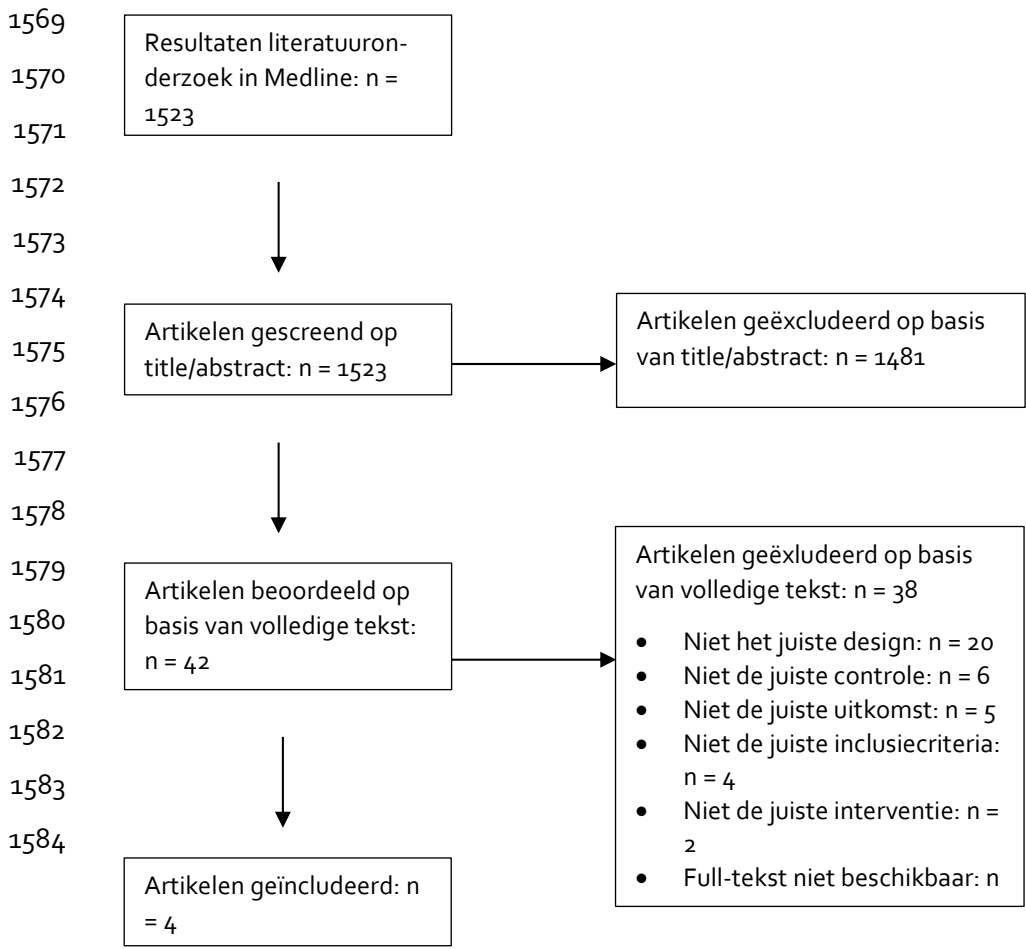 1569
1570
1571
1572
1573
1574
1575
1576
1577
1578
1579
1580
1581
1582
1583
1584
Resultaten literatuuron-
derzoek in Medline: n =
1523
Artikelen gescreend op
title/abstract: n = 1523
Artikelen geëxcludeerd op basis
van title/abstract: n = 1481
Artikelen beoordeeld op
basis van volledige tekst:
n = 42
Artikelen geëxludeerd op basis
van volledige tekst: n = 38
• Niet het juiste design: n = 20
• Niet de juiste controle: n = 6
• Niet de juiste uitkomst: n = 5
• Niet de juiste inclusiecriteria:
n = 4
• Niet de juiste interventie: n =
2
• Full-tekst niet beschikbaar: n
Artikelen geïncludeerd: n
= 4